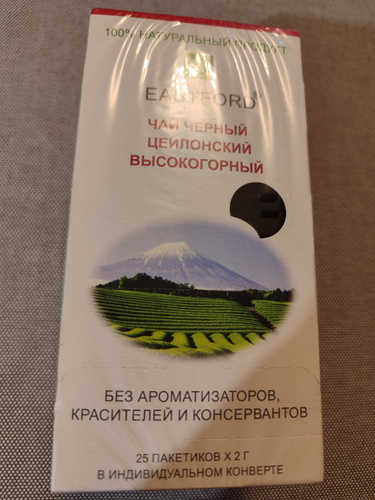 100% НАТУРАЛЬНЫЙ ПРОДУКТ
EASTFORD®
ЧАЙ ЧЕРНЫЙ
ЦЕЙЛОНСКИЙ
ВЫСОКОГОРНЫЙ
БЕЗ АРОМАТИЗАТОРОВ,
КРАСИТЕЛЕЙ И КОНСЕРВАНТОВ
25 ПАКЕТИКОВ Х 2 Г
В ИНДИВИДУАЛЬНОМ КОНВЕРТЕ